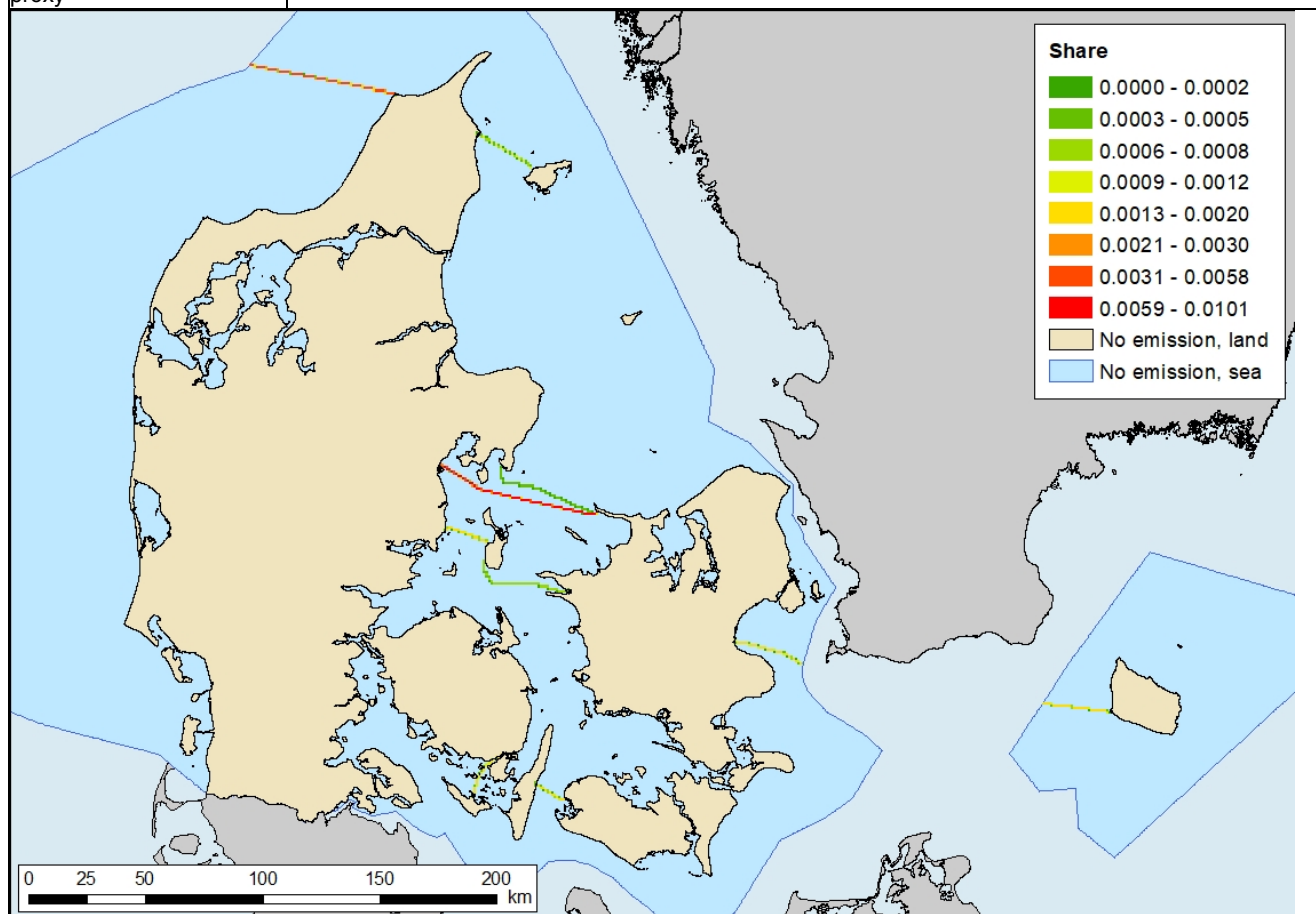 proxy
Share
0.0000 - 0.0002
0.0003 - 0.0005
0.0006 - 0.0008
0.0009 - 0.0012
0.0013 - 0.0020
0.0021 - 0.0030
0.0031 - 0.0058
0.0059 - 0.0101
No emission, land
No emission, sea
0 25 50 100 150 200
km